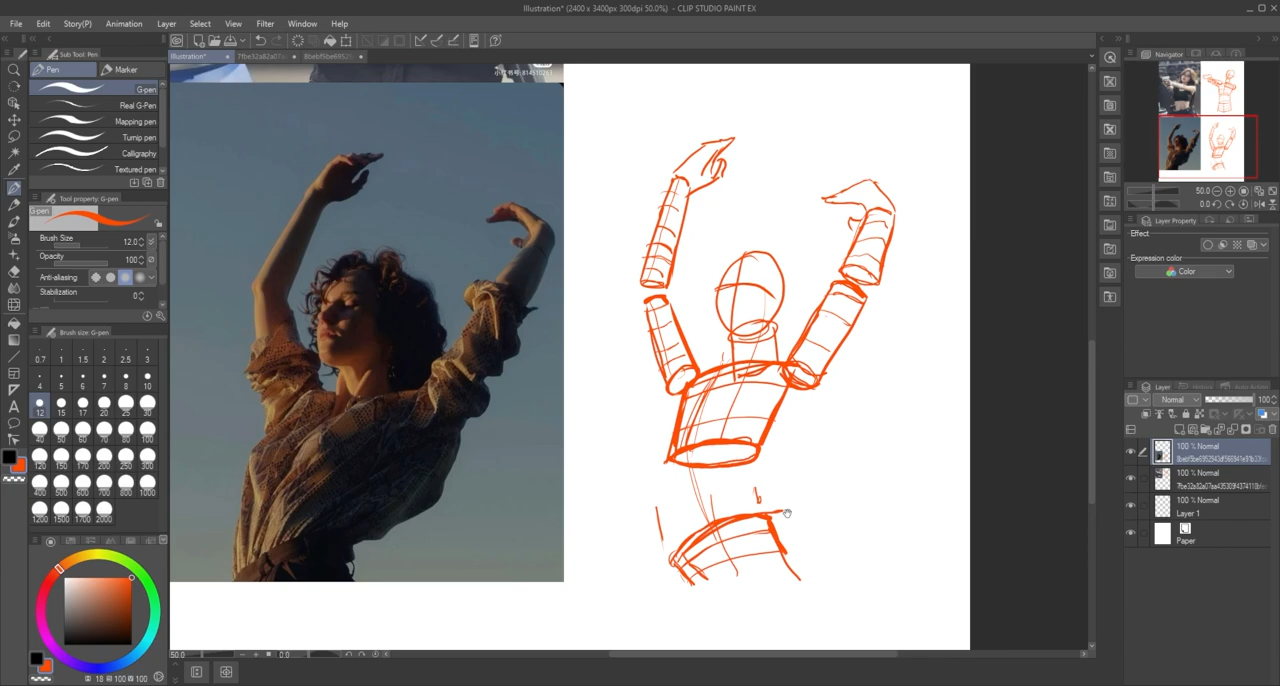 Illustration* (2400 x 3400px 300dpi 50.0%) - CLIP STUDIO PAINT EX
File Edit Story(P) Animation Layer Select View Filter Window Help
Sub Tool: Pen
Pen Marker
G-pen
Real G-Pen
Mapping pen
Turnip pen
Calligraphy
Textured pen
Tool property: G-pen
G-pen
Brush Size 12.0
Opacity 100
Anti-aliasing
Stabilization 0
Brush size: G-pen
0.7 1 1.5 2 2.5 3
4 5 6 7 8 10
12 15 17 20 25 30
40 50 60 70 80 100
120 150 170 200 250 300
400 500 600 700 800 1000
1200 1500 1700 2000
18 100 100
Illustration*
50.0
0.0
b
Navigator
50.0
0.0
Layer Property
Effect
Expression color
Color
Layer
Normal 100
100 % Normal
100 % Normal
100 % Normal
Layer 1
Paper